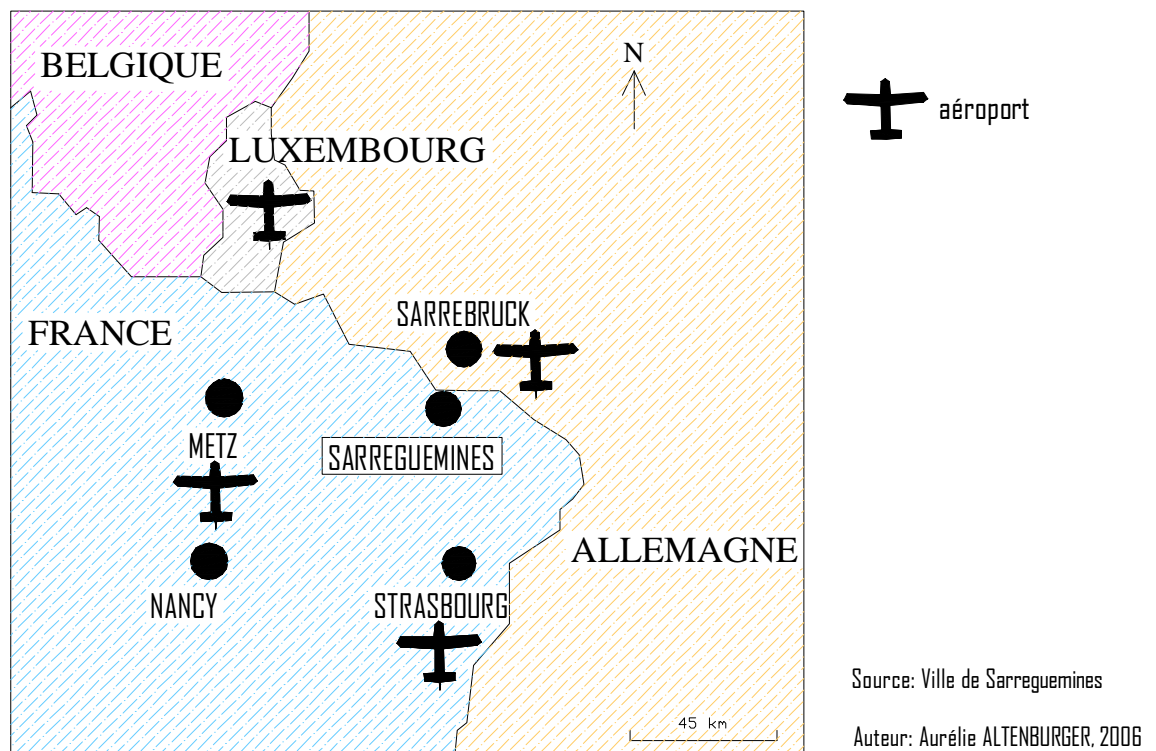 BELGIQUE
N
aéroport
LUXEMBOURG
SARREBRUCK
FRANCE
METZ
SARREGUEMINES
ALLEMAGNE
NANCY
STRASBOURG
Source: Ville de Sarreguemines
45 km
Auteur: Aurélie ALTENBURGER, 2006